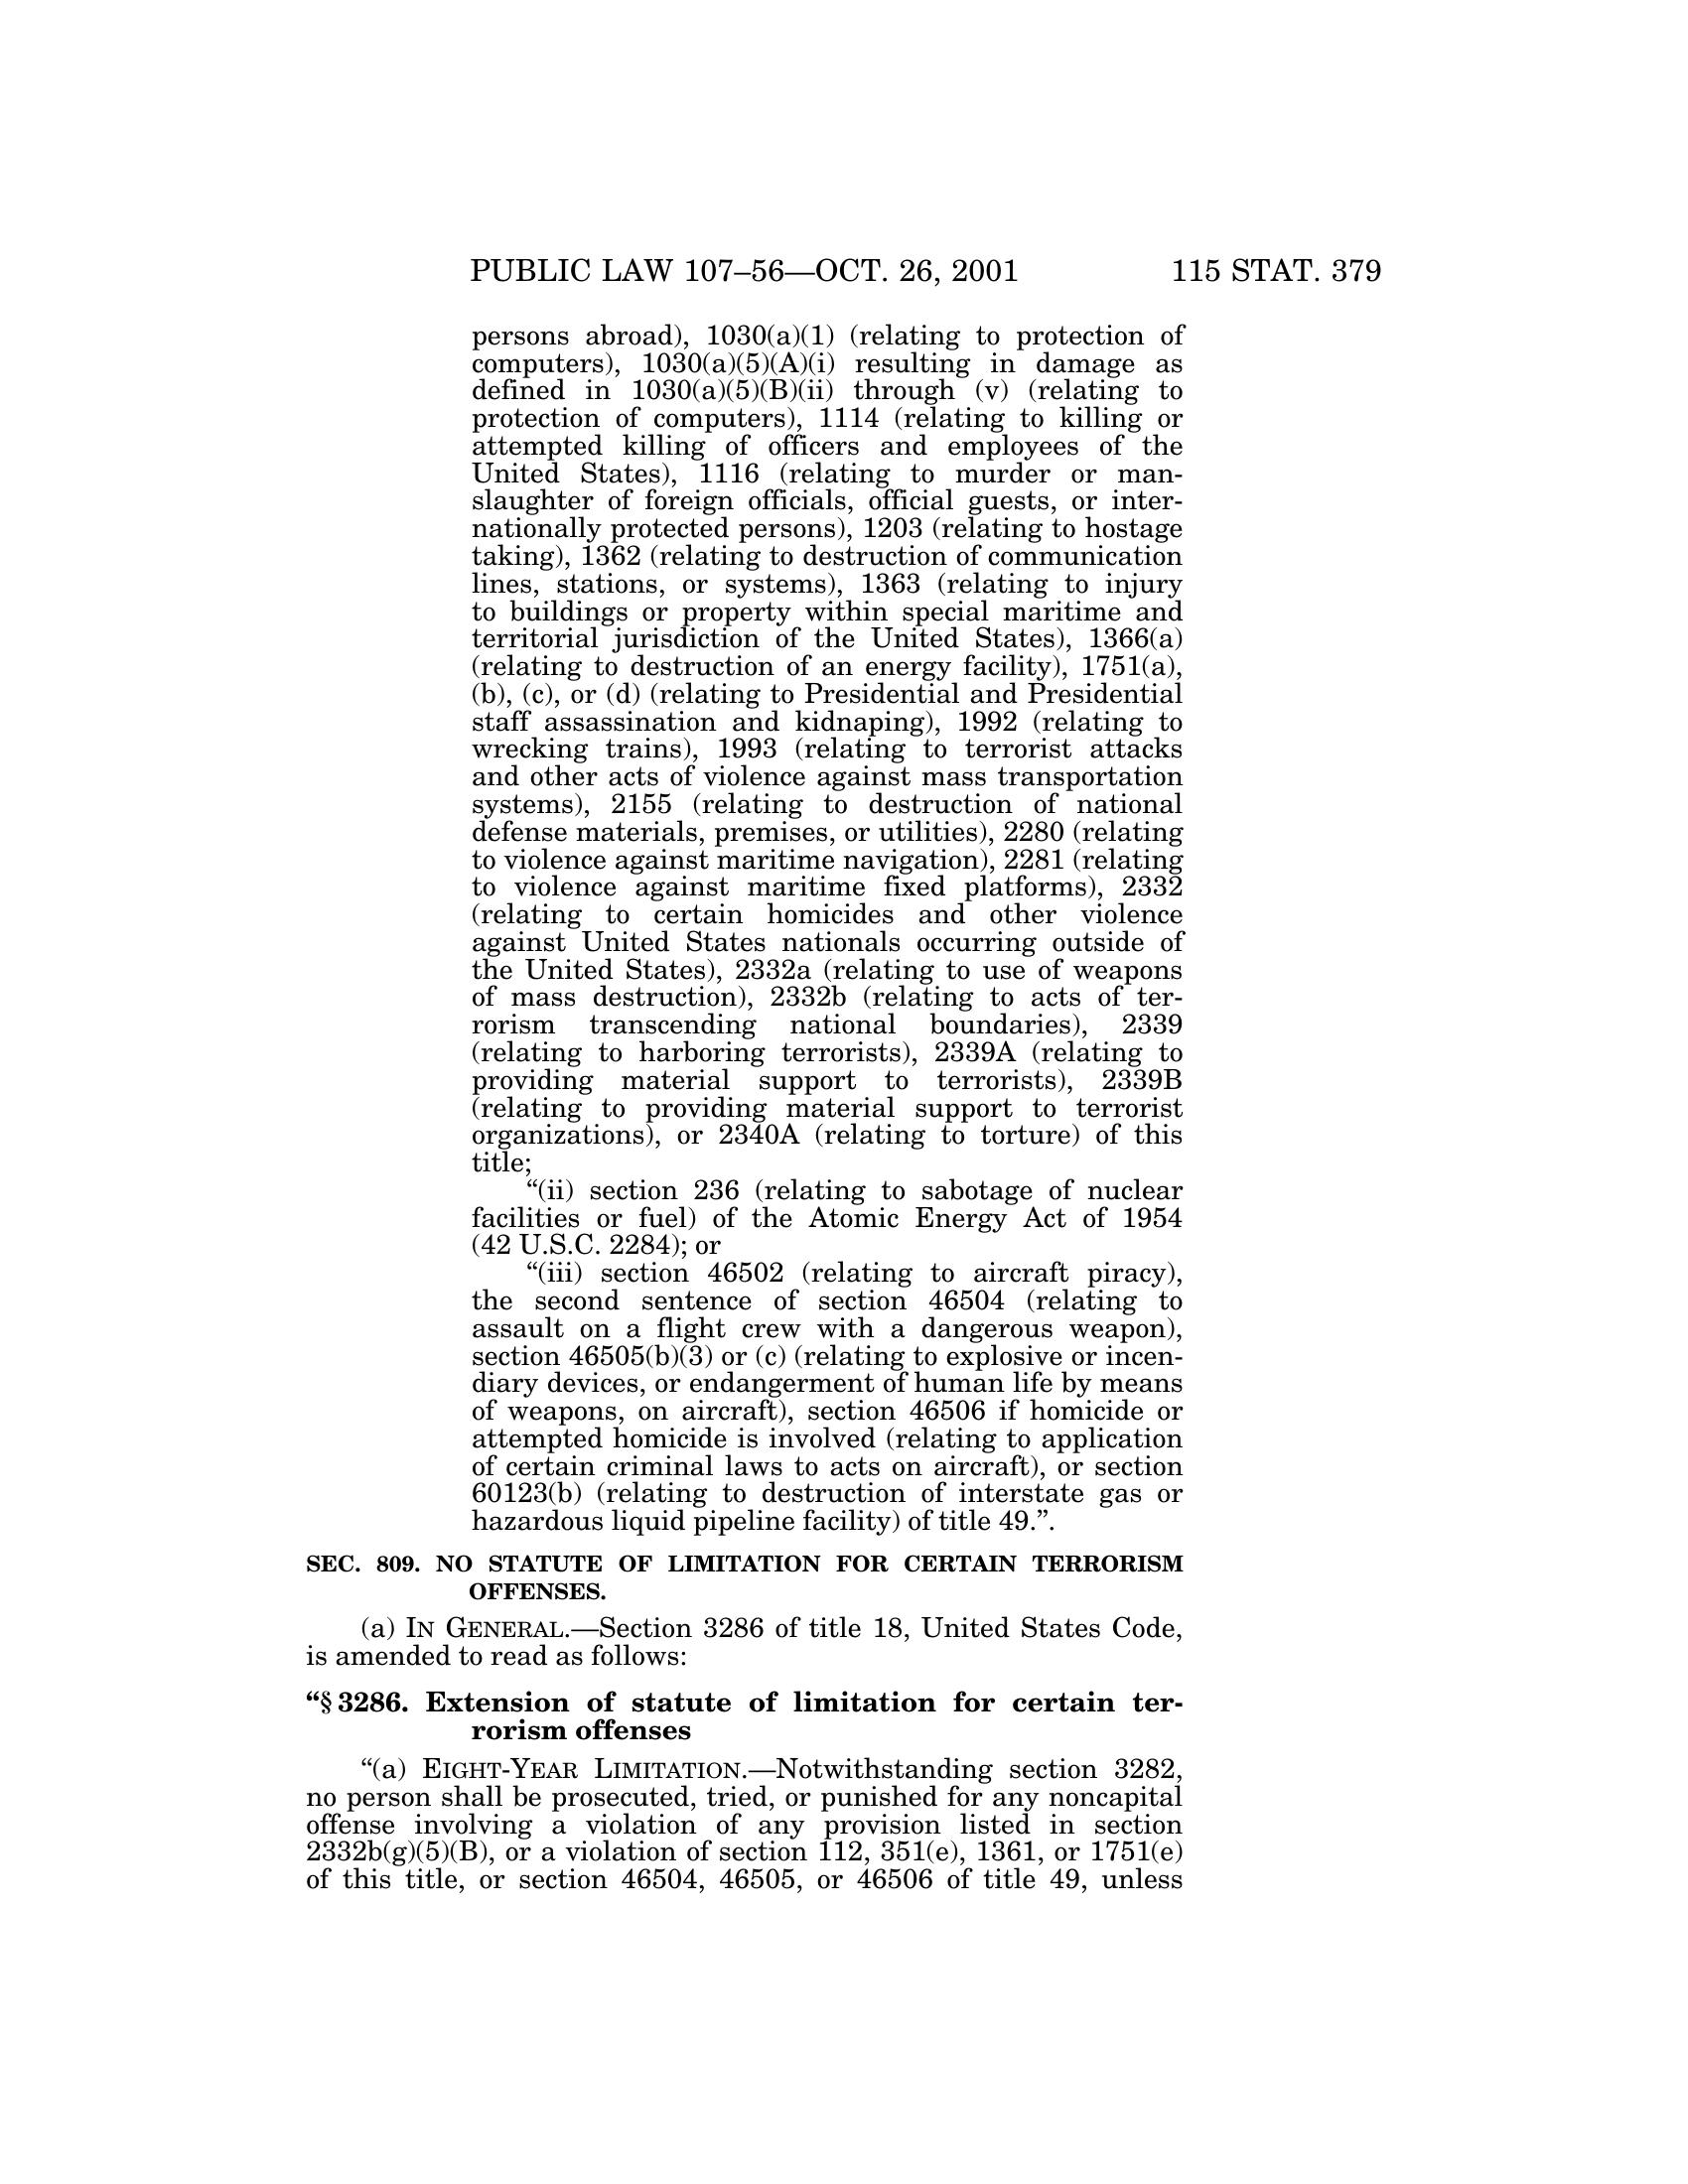 PUBLIC LAW 107–56—OCT. 26, 2001 115 STAT. 379
persons abroad), 1030(a)(1) (relating to protection of
computers), 1030(a)(5)(A)(i) resulting in damage as
defined in 1030(a)(5)(B)(ii) through (v) (relating to
protection of computers), 1114 (relating to killing or
attempted killing of officers and employees of the
United States), 1116 (relating to murder or man-
slaughter of foreign officials, official guests, or inter-
nationally protected persons), 1203 (relating to hostage
taking), 1362 (relating to destruction of communication
lines, stations, or systems), 1363 (relating to injury
to buildings or property within special maritime and
territorial jurisdiction of the United States), 1366(a)
(relating to destruction of an energy facility), 1751(a),
(b), (c), or (d) (relating to Presidential and Presidential
staff assassination and kidnaping), 1992 (relating to
wrecking trains), 1993 (relating to terrorist attacks
and other acts of violence against mass transportation
systems), 2155 (relating to destruction of national
defense materials, premises, or utilities), 2280 (relating
to violence against maritime navigation), 2281 (relating
to violence against maritime fixed platforms), 2332
(relating to certain homicides and other violence
against United States nationals occurring outside of
the United States), 2332a (relating to use of weapons
of mass destruction), 2332b (relating to acts of ter-
rorism transcending national boundaries), 2339
(relating to harboring terrorists), 2339A (relating to
providing material support to terrorists), 2339B
(relating to providing material support to terrorist
organizations), or 2340A (relating to torture) of this
title;
“(ii) section 236 (relating to sabotage of nuclear
facilities or fuel) of the Atomic Energy Act of 1954
(42 U.S.C. 2284); or
“(iii) section 46502 (relating to aircraft piracy),
the second sentence of section 46504 (relating to
assault on a flight crew with a dangerous weapon),
section 46505(b)(3) or (c) (relating to explosive or incen-
diary devices, or endangerment of human life by means
of weapons, on aircraft), section 46506 if homicide or
attempted homicide is involved (relating to application
of certain criminal laws to acts on aircraft), or section
60123(b) (relating to destruction of interstate gas or
hazardous liquid pipeline facility) of title 49.”.
SEC. 809. NO STATUTE OF LIMITATION FOR CERTAIN TERRORISM
OFFENSES.
(a) IN GENERAL.—Section 3286 of title 18, United States Code,
is amended to read as follows:
“§ 3286. Extension of statute of limitation for certain ter-
rorism offenses
“(a) EIGHT-YEAR LIMITATION.—Notwithstanding section 3282,
no person shall be prosecuted, tried, or punished for any noncapital
offense involving a violation of any provision listed in section
2332b(g)(5)(B), or a violation of section 112, 351(e), 1361, or 1751(e)
of this title, or section 46504, 46505, or 46506 of title 49, unless